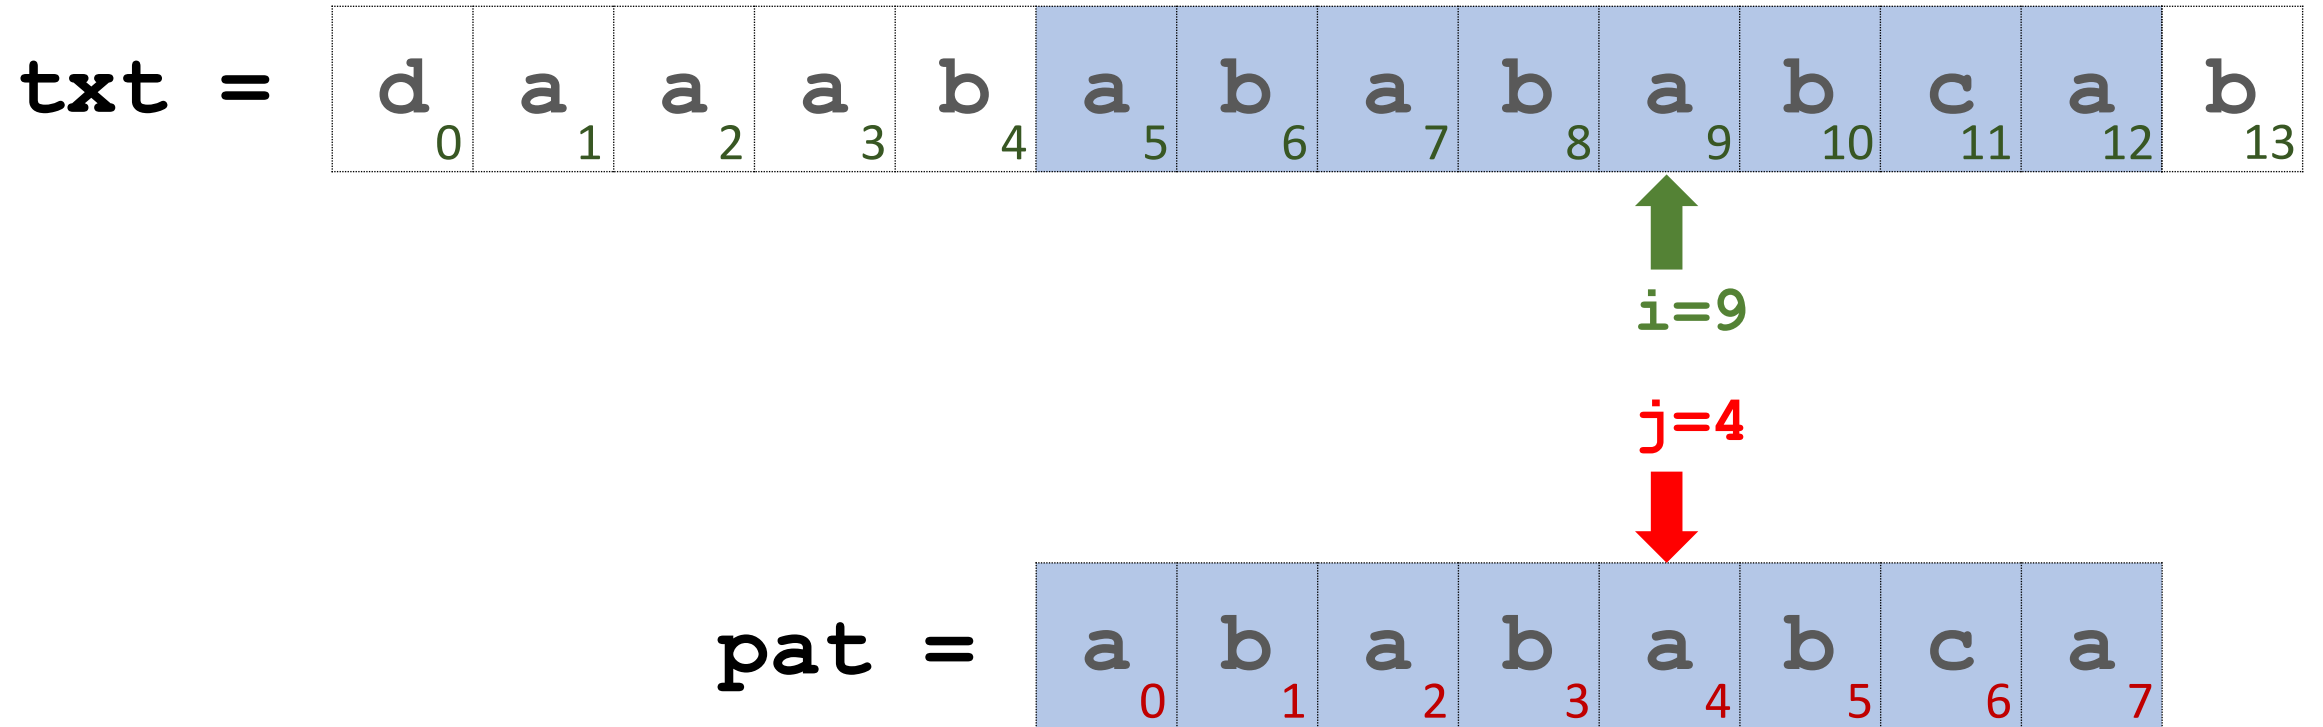 txt = d a a a b a b a b a b c a b
0 1 2 3 4 5 6 7 8 9 10 11 12 13
i=9
j=4
pat = a b a b a b c a
0 1 2 3 4 5 6 7